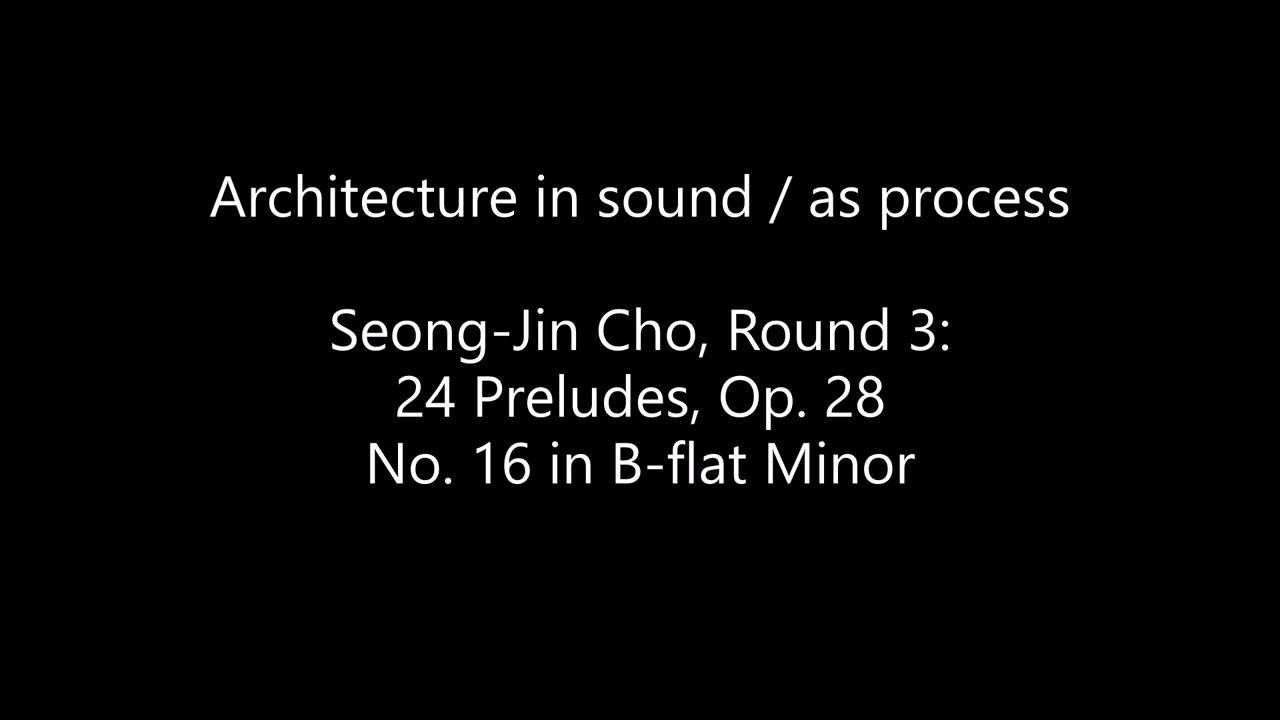 Architecture in sound / as process
Seong-Jin Cho, Round 3:
24 Preludes, Op. 28
No. 16 in B-flat Minor